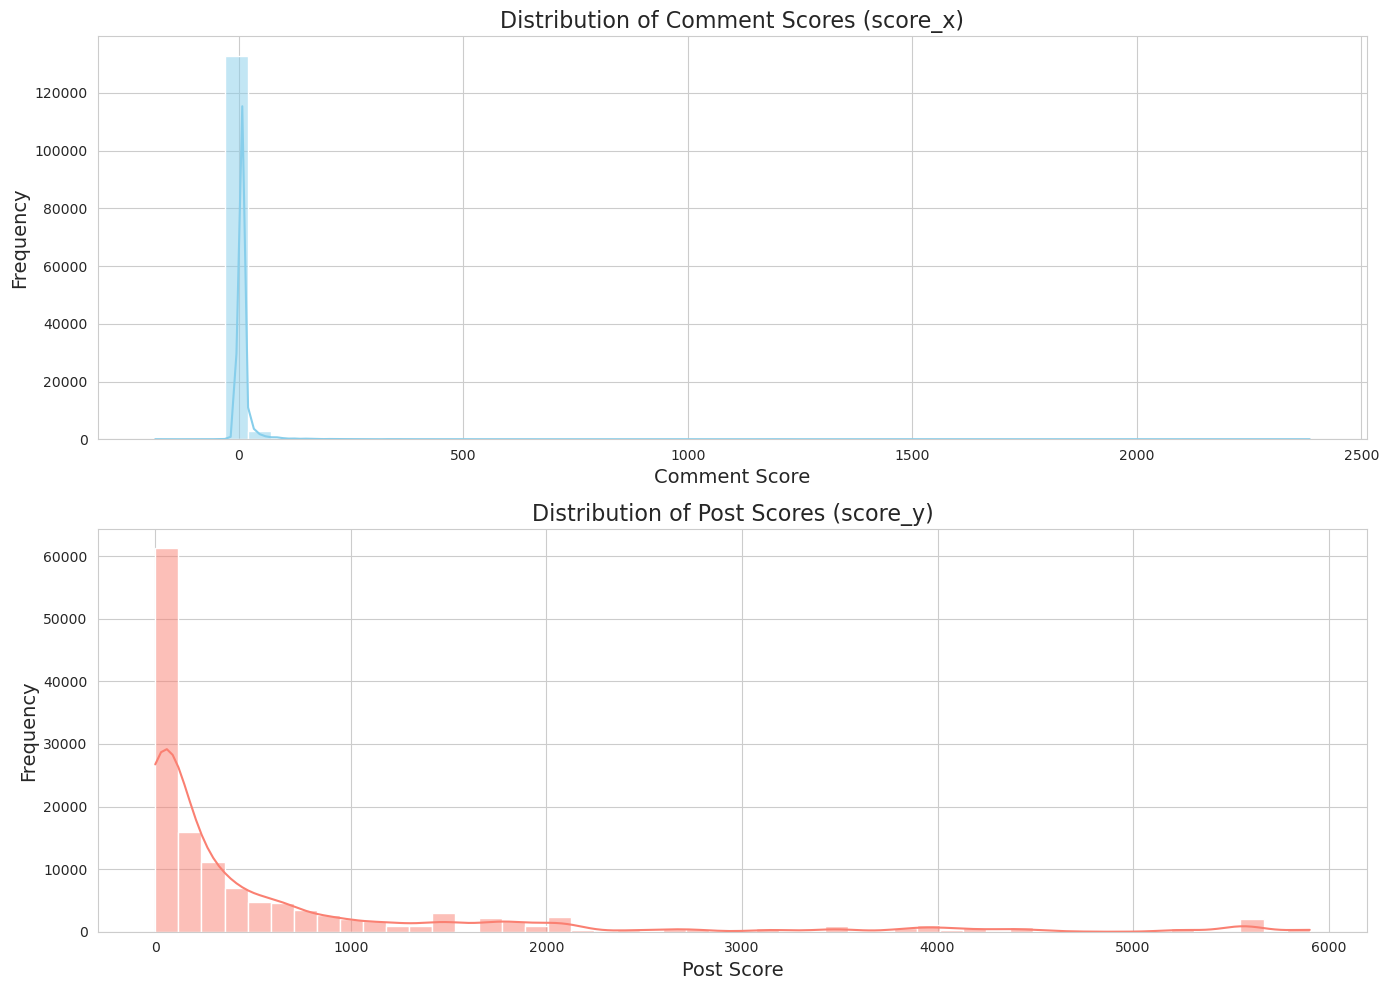 Distribution of Comment Scores (score_x)
120000
100000
80000
60000
40000
20000
0
Frequency
0 500 1000 1500 2000 2500
Comment Score
Distribution of Post Scores (score_y)
60000
50000
40000
30000
20000
10000
0
Frequency
0 1000 2000 3000 4000 5000 6000
Post Score